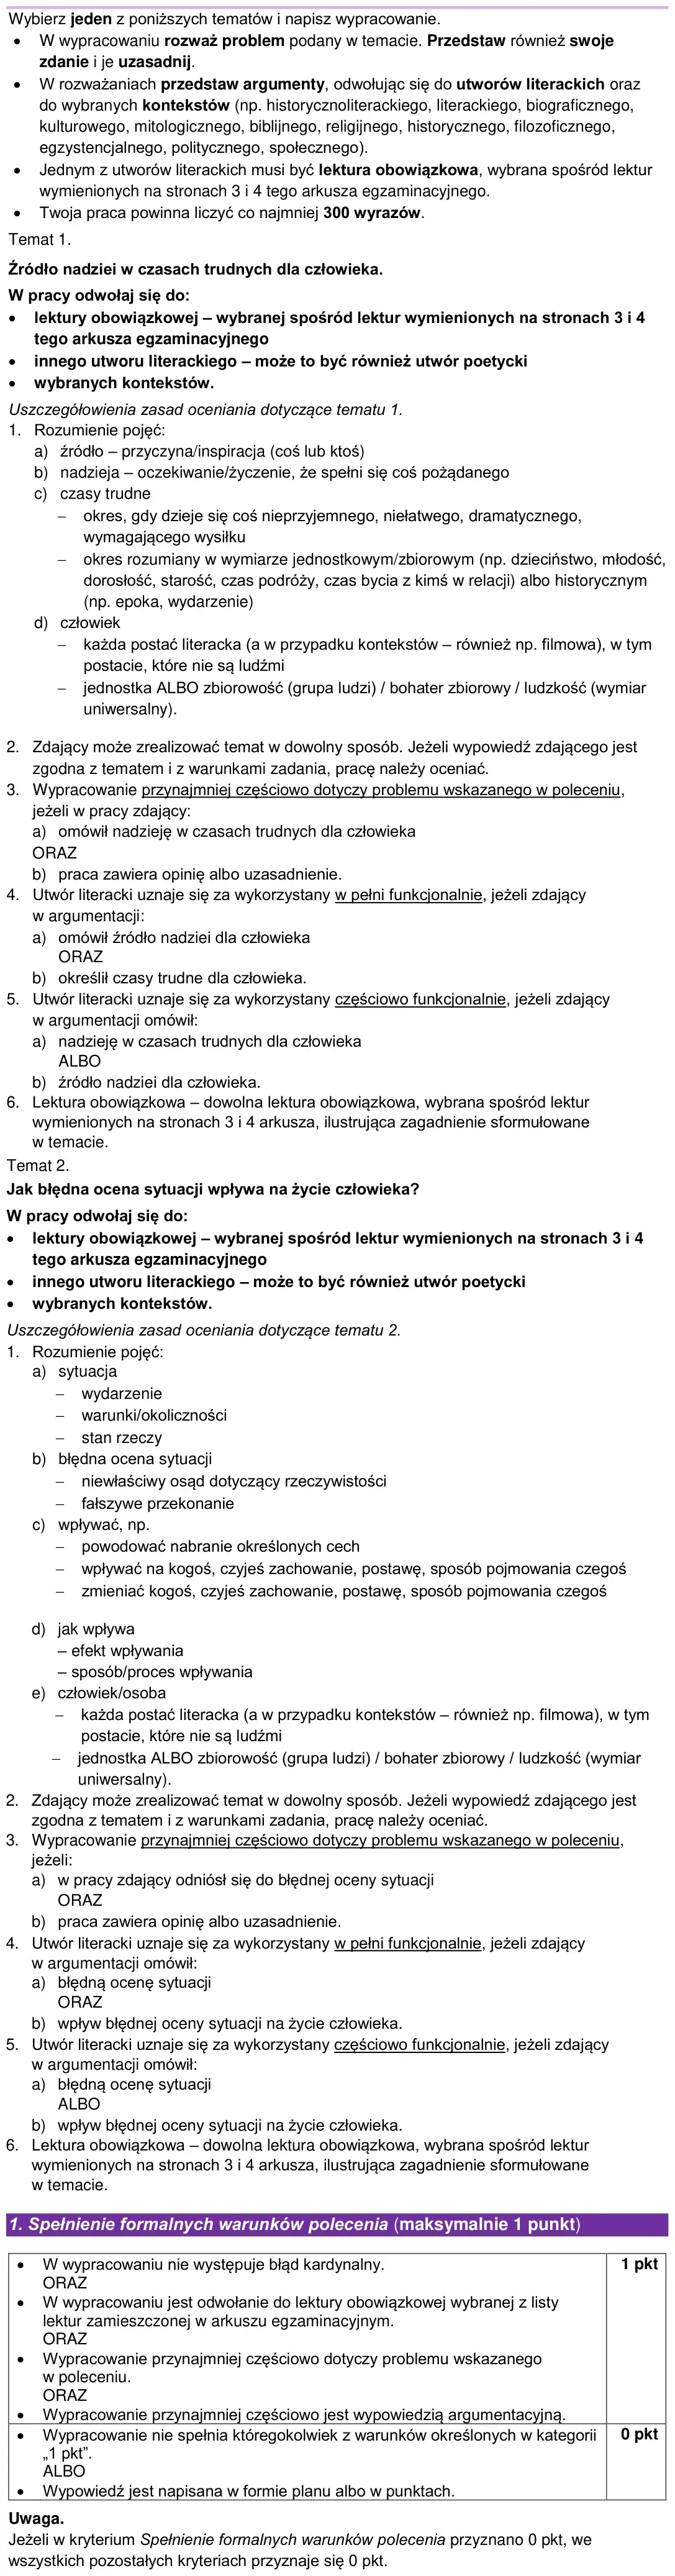 Wybierz jeden z poniższych tematów i napisz wypracowanie.
• W wypracowaniu rozważ problem podany w temacie. Przedstaw również swoje
zdanie i je uzasadnij.
• W rozważaniach przedstaw argumenty, odwołując się do utworów literackich oraz
do wybranych kontekstów (np. historycznoliterackiego, literackiego, biograficznego,
kulturowego, mitologicznego, biblijnego, religijnego, historycznego, filozoficznego,
egzystencjalnego, politycznego, społecznego).
• Jednym z utworów literackich musi być lektura obowiązkowa, wybrana spośród lektur
wymienionych na stronach 3 i 4 tego arkusza egzaminacyjnego.
• Twoja praca powinna liczyć co najmniej 300 wyrazów.
Temat 1.
Źródło nadziei w czasach trudnych dla człowieka.
W pracy odwołaj się do:
• lektury obowiązkowej – wybranej spośród lektur wymienionych na stronach 3 i 4
tego arkusza egzaminacyjnego
• innego utworu literackiego – może to być również utwór poetycki
• wybranych kontekstów.
Uszczegółowienia zasad oceniania dotyczące tematu 1.
1. Rozumienie pojęć:
a) źródło – przyczyna/inspiracja (coś lub ktoś)
b) nadzieja – oczekiwanie/życzenie, że spełni się coś pożądanego
c) czasy trudne
– okres, gdy dzieje się coś nieprzyjemnego, niełatwego, dramatycznego,
wymagającego wysiłku
– okres rozumiany w wymiarze jednostkowym/zbiorowym (np. dzieciństwo, młodość,
dorosłość, starość, czas podróży, czas bycia z kimś w relacji) albo historycznym
(np. epoka, wydarzenie)
d) człowiek
– każda postać literacka (a w przypadku kontekstów – również np. filmowa), w tym
postacie, które nie są ludźmi
– jednostka ALBO zbiorowość (grupa ludzi) / bohater zbiorowy / ludzkość (wymiar
uniwersalny).
2. Zdający może zrealizować temat w dowolny sposób. Jeżeli wypowiedź zdającego jest
zgodna z tematem i z warunkami zadania, pracę należy oceniać.
3. Wypracowanie przynajmniej częściowo dotyczy problemu wskazanego w poleceniu,
jeżeli w pracy zdający:
a) omówił nadzieję w czasach trudnych dla człowieka
ORAZ
b) praca zawiera opinię albo uzasadnienie.
4. Utwór literacki uznaje się za wykorzystany w pełni funkcjonalnie, jeżeli zdający
w argumentacji:
a) omówił źródło nadziei dla człowieka
ORAZ
b) określił czasy trudne dla człowieka.
5. Utwór literacki uznaje się za wykorzystany częściowo funkcjonalnie, jeżeli zdający
w argumentacji omówił:
a) nadzieję w czasach trudnych dla człowieka
ALBO
b) źródło nadziei dla człowieka.
6. Lektura obowiązkowa – dowolna lektura obowiązkowa, wybrana spośród lektur
wymienionych na stronach 3 i 4 arkusza, ilustrująca zagadnienie sformułowane
w temacie.
Temat 2.
Jak błędna ocena sytuacji wpływa na życie człowieka?
W pracy odwołaj się do:
• lektury obowiązkowej – wybranej spośród lektur wymienionych na stronach 3 i 4
tego arkusza egzaminacyjnego
• innego utworu literackiego – może to być również utwór poetycki
• wybranych kontekstów.
Uszczegółowienia zasad oceniania dotyczące tematu 2.
1. Rozumienie pojęć:
a) sytuacja
– wydarzenie
– warunki/okoliczności
– stan rzeczy
b) błędna ocena sytuacji
– niewłaściwy osąd dotyczący rzeczywistości
– fałszywe przekonanie
c) wpływać, np.
– powodować nabranie określonych cech
– wpływać na kogoś, czyjeś zachowanie, postawę, sposób pojmowania czegoś
– zmieniać kogoś, czyjeś zachowanie, postawę, sposób pojmowania czegoś
d) jak wpływa
– efekt wpływania
– sposób/proces wpływania
e) człowiek/osoba
– każda postać literacka (a w przypadku kontekstów – również np. filmowa), w tym
postacie, które nie są ludźmi
– jednostka ALBO zbiorowość (grupa ludzi) / bohater zbiorowy / ludzkość (wymiar
uniwersalny).
2. Zdający może zrealizować temat w dowolny sposób. Jeżeli wypowiedź zdającego jest
zgodna z tematem i z warunkami zadania, pracę należy oceniać.
3. Wypracowanie przynajmniej częściowo dotyczy problemu wskazanego w poleceniu,
jeżeli:
a) w pracy zdający odniósł się do błędnej oceny sytuacji
ORAZ
b) praca zawiera opinię albo uzasadnienie.
4. Utwór literacki uznaje się za wykorzystany w pełni funkcjonalnie, jeżeli zdający
w argumentacji omówił:
a) błędną ocenę sytuacji
ORAZ
b) wpływ błędnej oceny sytuacji na życie człowieka.
5. Utwór literacki uznaje się za wykorzystany częściowo funkcjonalnie, jeżeli zdający
w argumentacji omówił:
a) błędną ocenę sytuacji
ALBO
b) wpływ błędnej oceny sytuacji na życie człowieka.
6. Lektura obowiązkowa – dowolna lektura obowiązkowa, wybrana spośród lektur
wymienionych na stronach 3 i 4 arkusza, ilustrująca zagadnienie sformułowane
w temacie.
1. Spełnienie formalnych warunków polecenia (maksymalnie 1 punkt)
• W wypracowaniu nie występuje błąd kardynalny. 1 pkt
ORAZ
• W wypracowaniu jest odwołanie do lektury obowiązkowej wybranej z listy
lektur zamieszczonej w arkuszu egzaminacyjnym.
ORAZ
• Wypracowanie przynajmniej częściowo dotyczy problemu wskazanego
w poleceniu.
ORAZ
• Wypracowanie przynajmniej częściowo jest wypowiedzią argumentacyjną.
• Wypracowanie nie spełnia któregokolwiek z warunków określonych w kategorii 0 pkt
„1 pkt”.
ALBO
• Wypowiedź jest napisana w formie planu albo w punktach.
Uwaga.
Jeżeli w kryterium Spełnienie formalnych warunków polecenia przyznano 0 pkt, we
wszystkich pozostałych kryteriach przyznaje się 0 pkt.